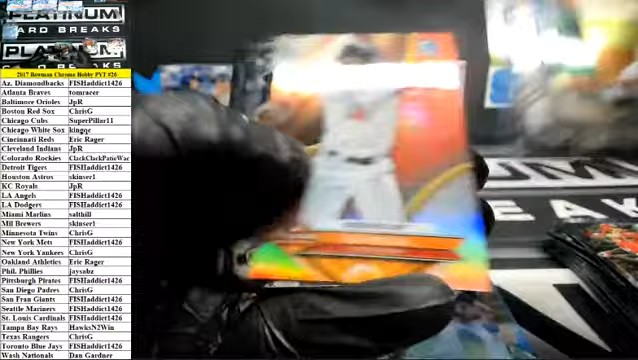 PLATINUM
ARD BREAKS
PLATINUM
2017 Bowman Chrome Hobby PYT #26
Az. Diamondbacks FISHaddict1426
Atlanta Braves tomracer
Baltimore Orioles JpR
Boston Red Sox ChrisG
Chicago Cubs SuperPillar11
Chicago White Sox kingqc
Cincinnati Reds Eric Rager
Cleveland Indians JpR
Colorado Rockies ClackClackPatieWac
Detroit Tigers FISHaddict1426
Houston Astros skinser1
KC Royals JpR
LA Angels FISHaddict1426
LA Dodgers FISHaddict1426
Miami Marlins salthill
Mil Brewers skinser1
Minnesota Twins ChrisG
New York Mets FISHaddict1426
New York Yankees ChrisG
Oakland Athletics Eric Rager
Phil. Phillies jaysabz
Pittsburgh Pirates FISHaddict1426
San Diego Padres ChrisG
San Fran Giants FISHaddict1426
Seattle Mariners FISHaddict1426
St. Louis Cardinals FISHaddict1426
Tampa Bay Rays HawksN2Win
Texas Rangers ChrisG
Toronto Blue Jays FISHaddict1426
Wash Nationals Dan Gardner